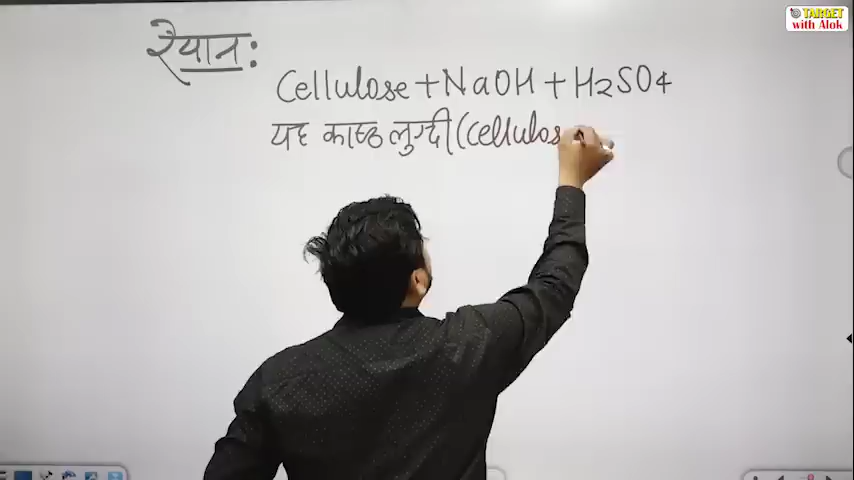 TARGET
with Alok
रेयान:
Cellulose + NaOH + H2SO4
यह काष्ठ लुग्दी (Cellulos